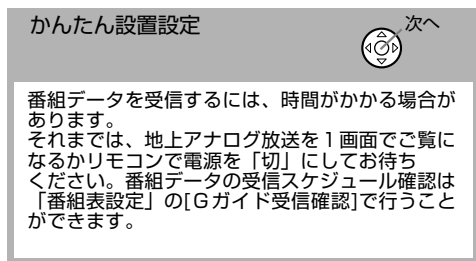 かんたん設置設定
次へ
番組データを受信するには、時間がかかる場合が
あります。
それまでは、地上アナログ放送を１画面でご覧に
なるかリモコンで電源を「切」にしてお待ち
ください。番組データの受信スケジュール確認は
「番組表設定」の[Ｇガイド受信確認]で行うこと
ができます。